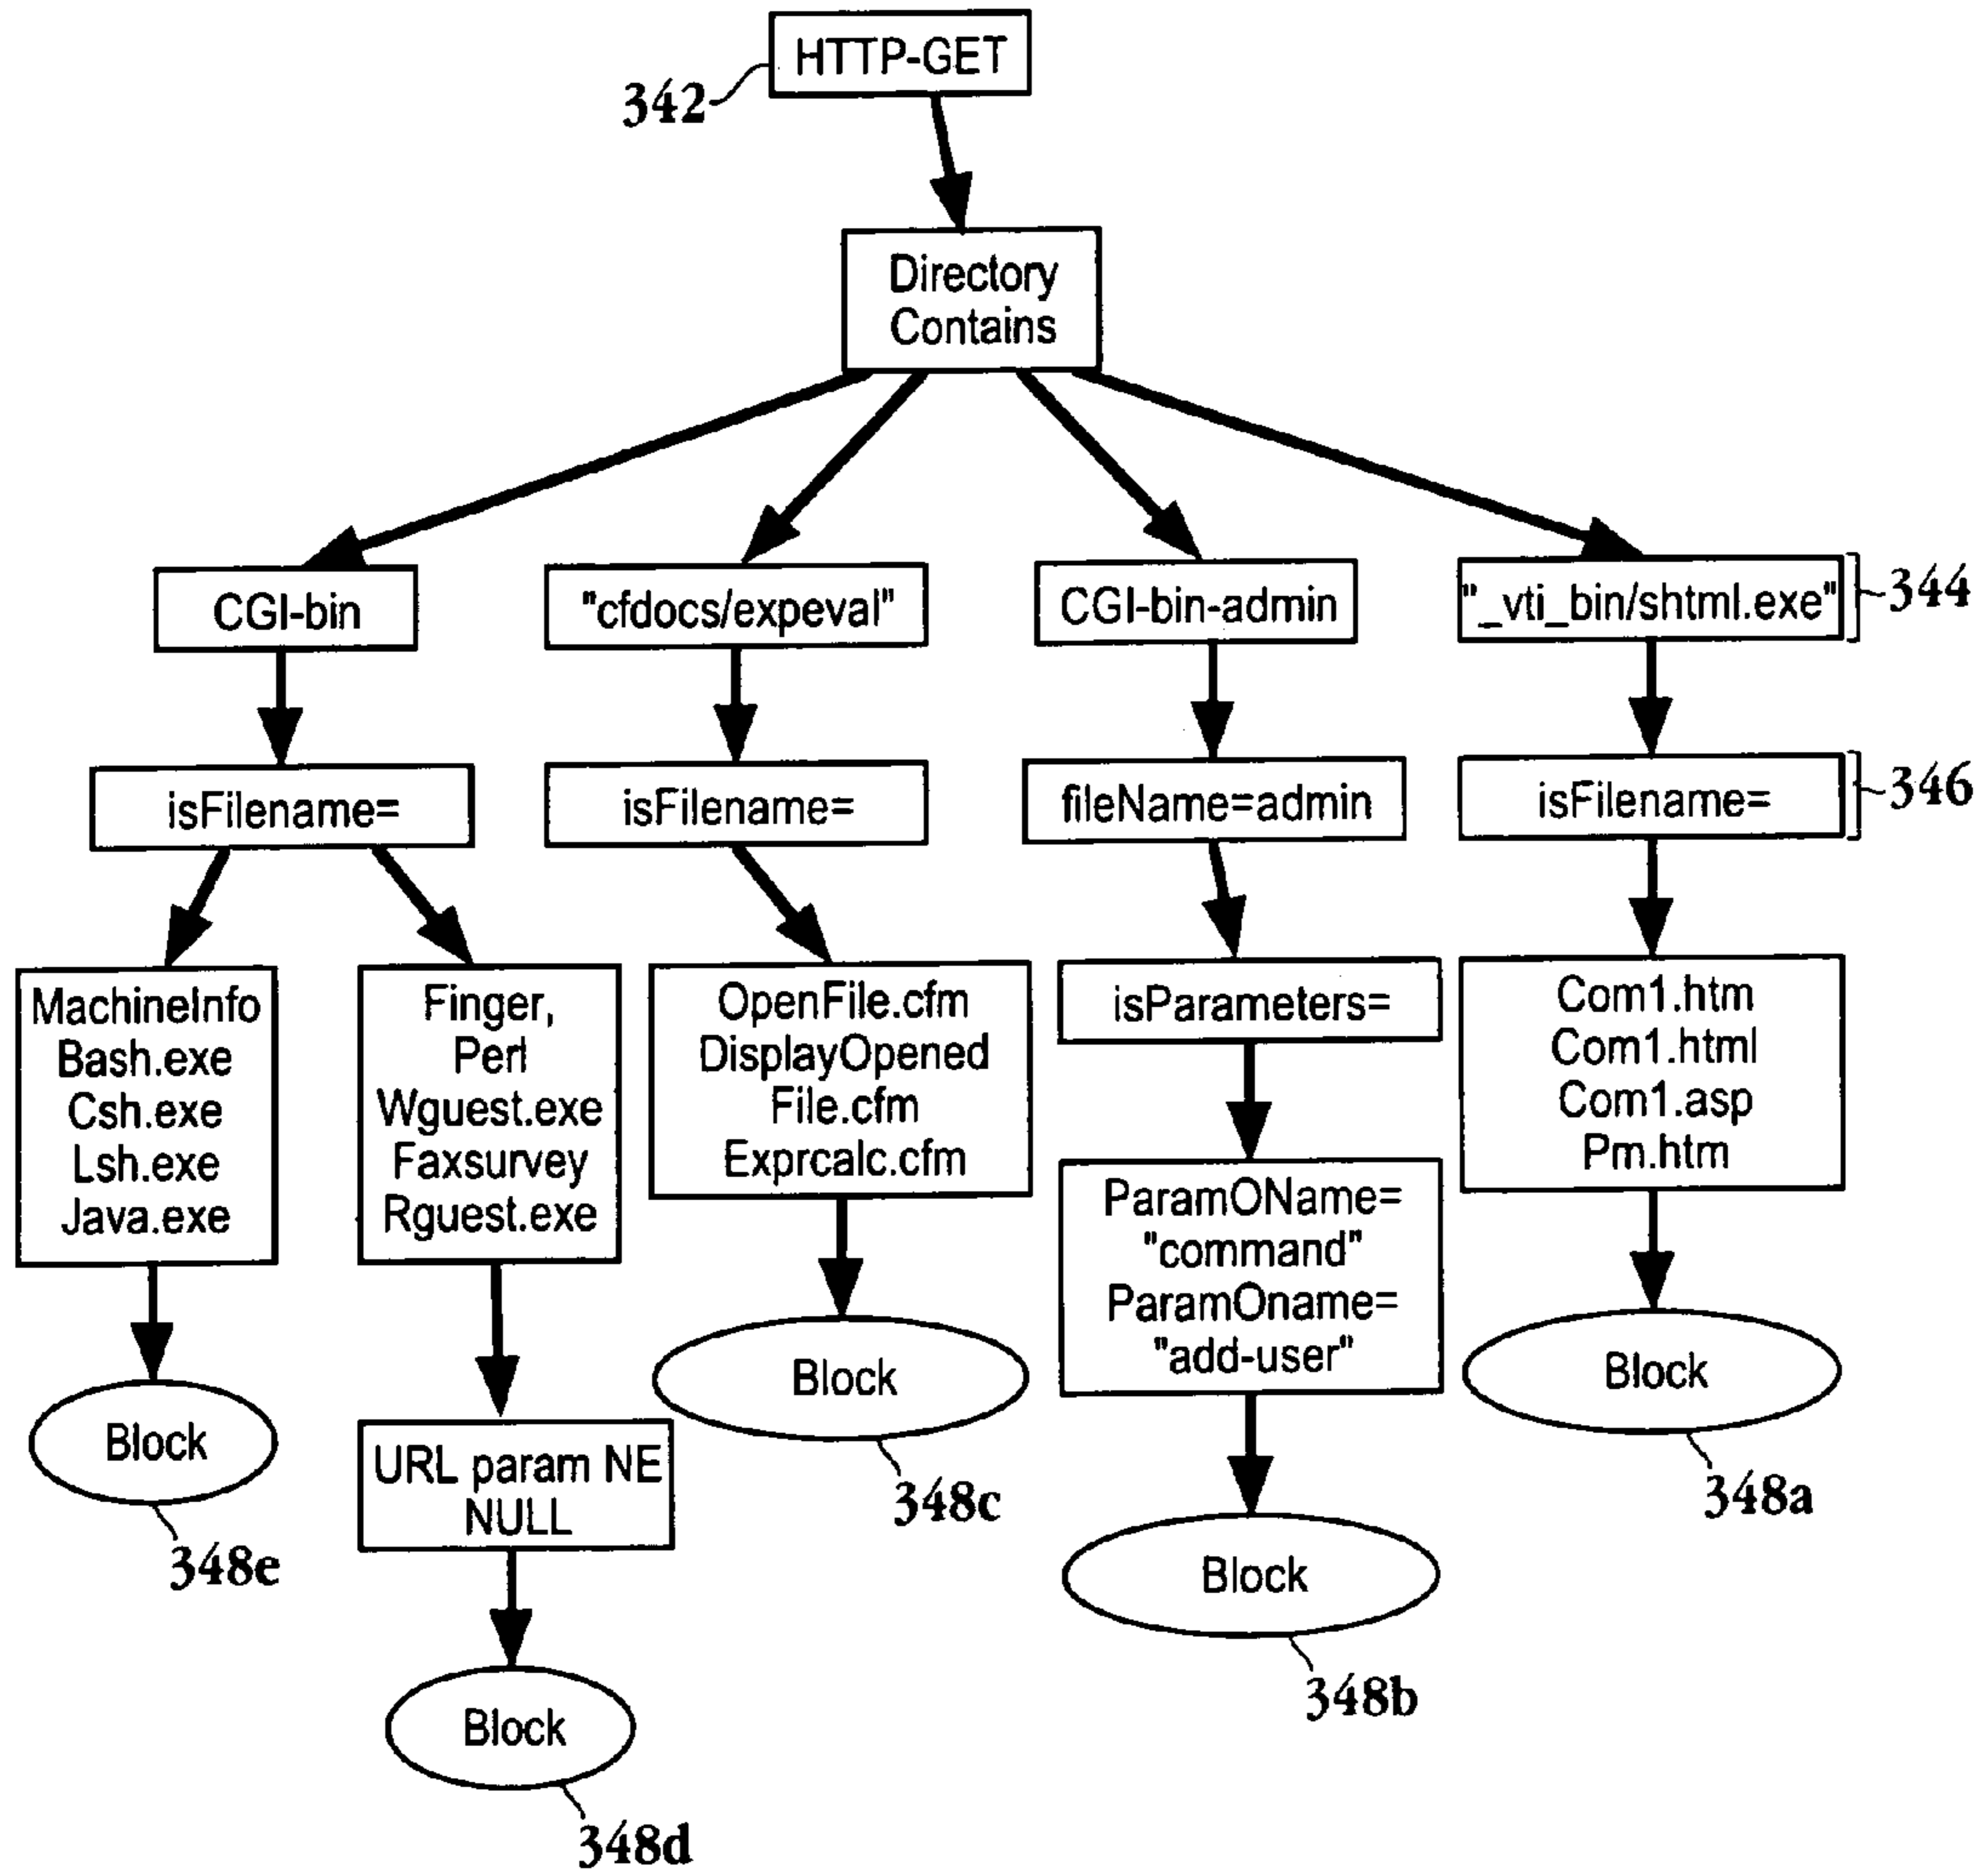 HTTP-GET
342
Directory
Contains
CGI-bin
"cfdocs/expeval"
CGI-bin-admin
"_vti_bin/shtml.exe"
344
isFilename=
isFilename=
fileName=admin
isFilename=
346
MachineInfo
Bash.exe
Csh.exe
Lsh.exe
Java.exe
Finger,
Perl
Wguest.exe
Faxsurvey
Rguest.exe
OpenFile.cfm
DisplayOpened
File.cfm
Exprcalc.cfm
isParameters=
Com1.htm
Com1.html
Com1.asp
Pm.htm
ParamOName=
"command"
ParamOname=
"add-user"
Block
348e
URL param NE
NULL
Block
348c
Block
348a
Block
348b
Block
348d